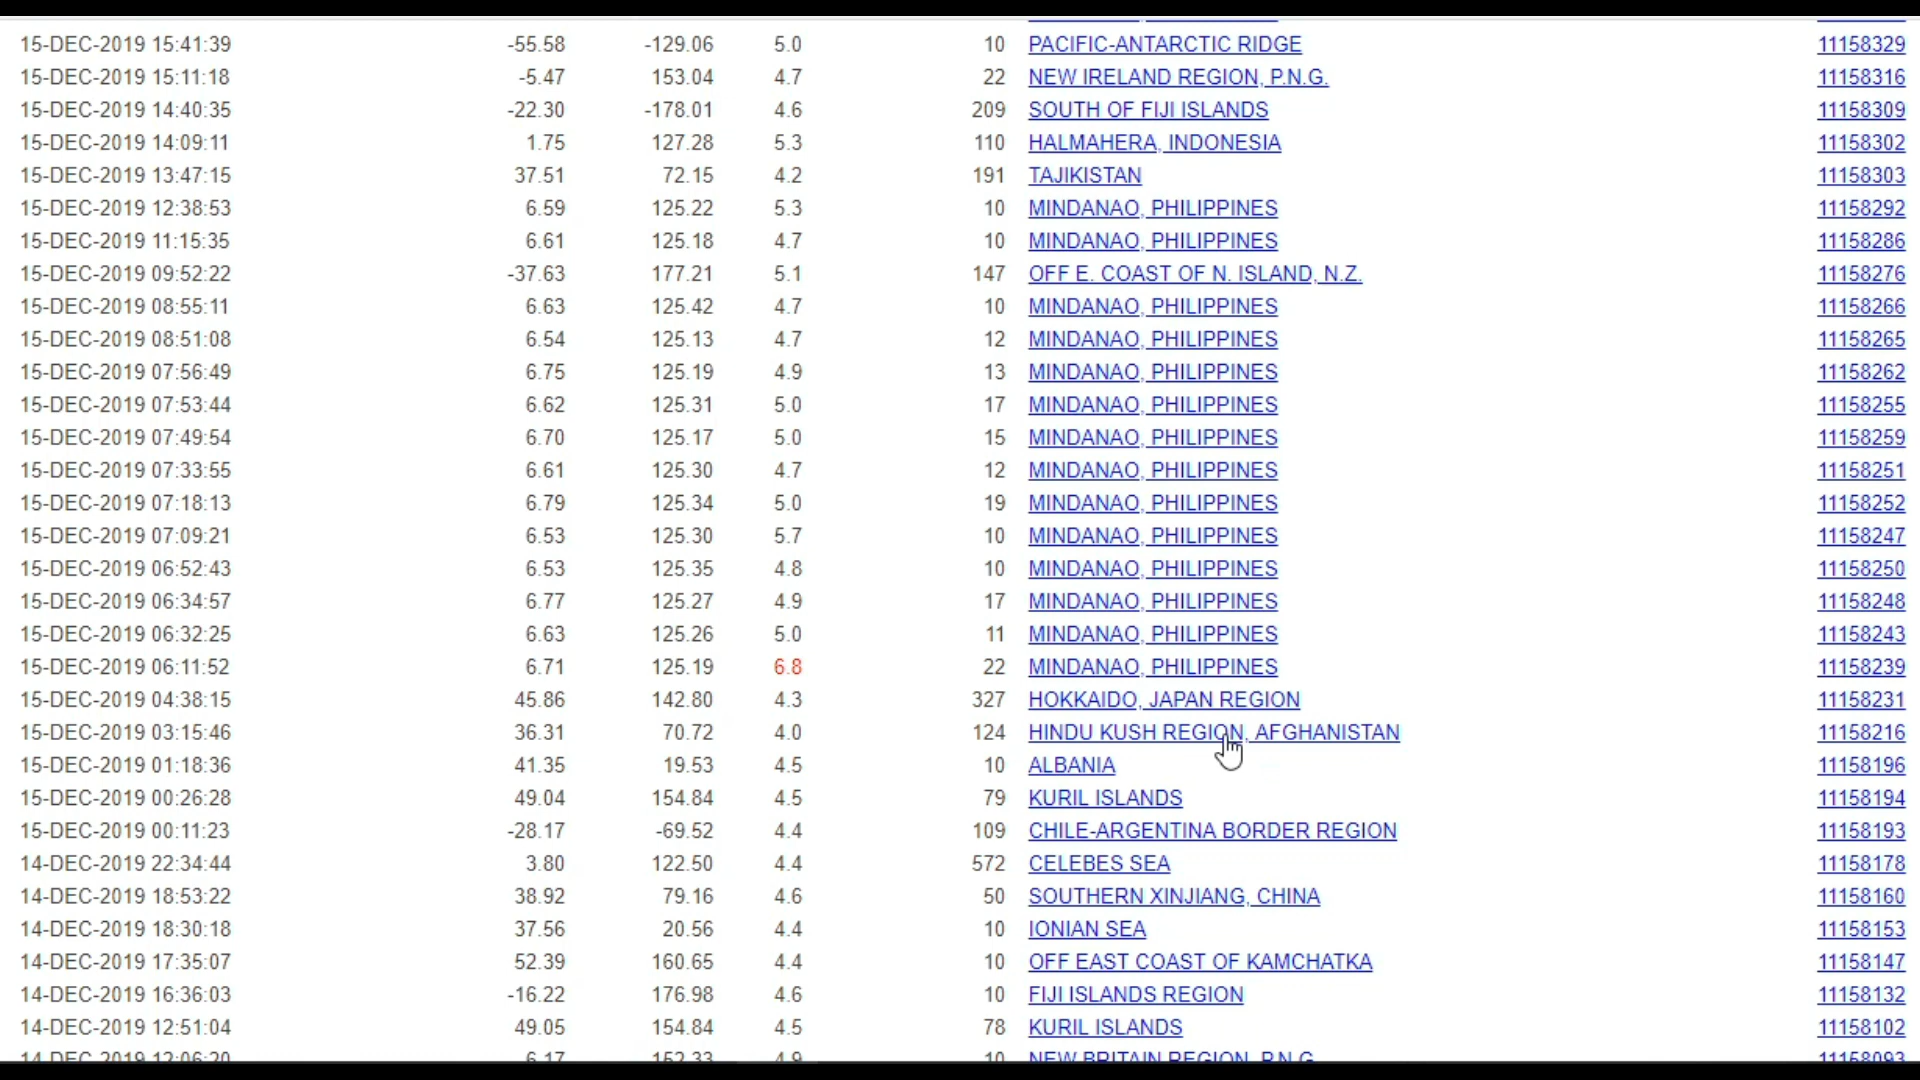 15-DEC-2019 15:41:39 -55.58 -129.06 5.0 10 PACIFIC-ANTARCTIC RIDGE 11158329
15-DEC-2019 15:11:18 -5.47 153.04 4.7 22 NEW IRELAND REGION, P.N.G. 11158316
15-DEC-2019 14:40:35 -22.30 -178.01 4.6 209 SOUTH OF FIJI ISLANDS 11158309
15-DEC-2019 14:09:11 1.75 127.28 5.3 110 HALMAHERA, INDONESIA 11158302
15-DEC-2019 13:47:15 37.51 72.15 4.2 191 TAJIKISTAN 11158303
15-DEC-2019 12:38:53 6.59 125.22 5.3 10 MINDANAO, PHILIPPINES 11158292
15-DEC-2019 11:15:35 6.61 125.18 4.7 10 MINDANAO, PHILIPPINES 11158286
15-DEC-2019 09:52:22 -37.63 177.21 5.1 147 OFF E. COAST OF N. ISLAND, N.Z. 11158276
15-DEC-2019 08:55:11 6.63 125.42 4.7 10 MINDANAO, PHILIPPINES 11158266
15-DEC-2019 08:51:08 6.54 125.13 4.7 12 MINDANAO, PHILIPPINES 11158265
15-DEC-2019 07:56:49 6.75 125.19 4.9 13 MINDANAO, PHILIPPINES 11158262
15-DEC-2019 07:53:44 6.62 125.31 5.0 17 MINDANAO, PHILIPPINES 11158255
15-DEC-2019 07:49:54 6.70 125.17 5.0 15 MINDANAO, PHILIPPINES 11158259
15-DEC-2019 07:33:55 6.61 125.30 4.7 12 MINDANAO, PHILIPPINES 11158251
15-DEC-2019 07:18:13 6.79 125.34 5.0 19 MINDANAO, PHILIPPINES 11158252
15-DEC-2019 07:09:21 6.53 125.30 5.7 10 MINDANAO, PHILIPPINES 11158247
15-DEC-2019 06:52:43 6.53 125.35 4.8 10 MINDANAO, PHILIPPINES 11158250
15-DEC-2019 06:34:57 6.77 125.27 4.9 17 MINDANAO, PHILIPPINES 11158248
15-DEC-2019 06:32:25 6.63 125.26 5.0 11 MINDANAO, PHILIPPINES 11158243
15-DEC-2019 06:11:52 6.71 125.19 6.8 22 MINDANAO, PHILIPPINES 11158239
15-DEC-2019 04:38:15 45.86 142.80 4.3 327 HOKKAIDO, JAPAN REGION 11158231
15-DEC-2019 03:15:46 36.31 70.72 4.0 124 HINDU KUSH REGION, AFGHANISTAN 11158216
15-DEC-2019 01:18:36 41.35 19.53 4.5 10 ALBANIA 11158196
15-DEC-2019 00:26:28 49.04 154.84 4.5 79 KURIL ISLANDS 11158194
15-DEC-2019 00:11:23 -28.17 -69.52 4.4 109 CHILE-ARGENTINA BORDER REGION 11158193
14-DEC-2019 22:34:44 3.80 122.50 4.4 572 CELEBES SEA 11158178
14-DEC-2019 18:53:22 38.92 79.16 4.6 50 SOUTHERN XINJIANG, CHINA 11158160
14-DEC-2019 18:30:18 37.56 20.56 4.4 10 IONIAN SEA 11158153
14-DEC-2019 17:35:07 52.39 160.65 4.4 10 OFF EAST COAST OF KAMCHATKA 11158147
14-DEC-2019 16:36:03 -16.22 176.98 4.6 10 FIJI ISLANDS REGION 11158132
14-DEC-2019 12:51:04 49.05 154.84 4.5 78 KURIL ISLANDS 11158102
14-DEC-2019 12:06:20 6.17 152.33 4.9 10 NEW BRITAIN REGION, P.N.G. 11158093